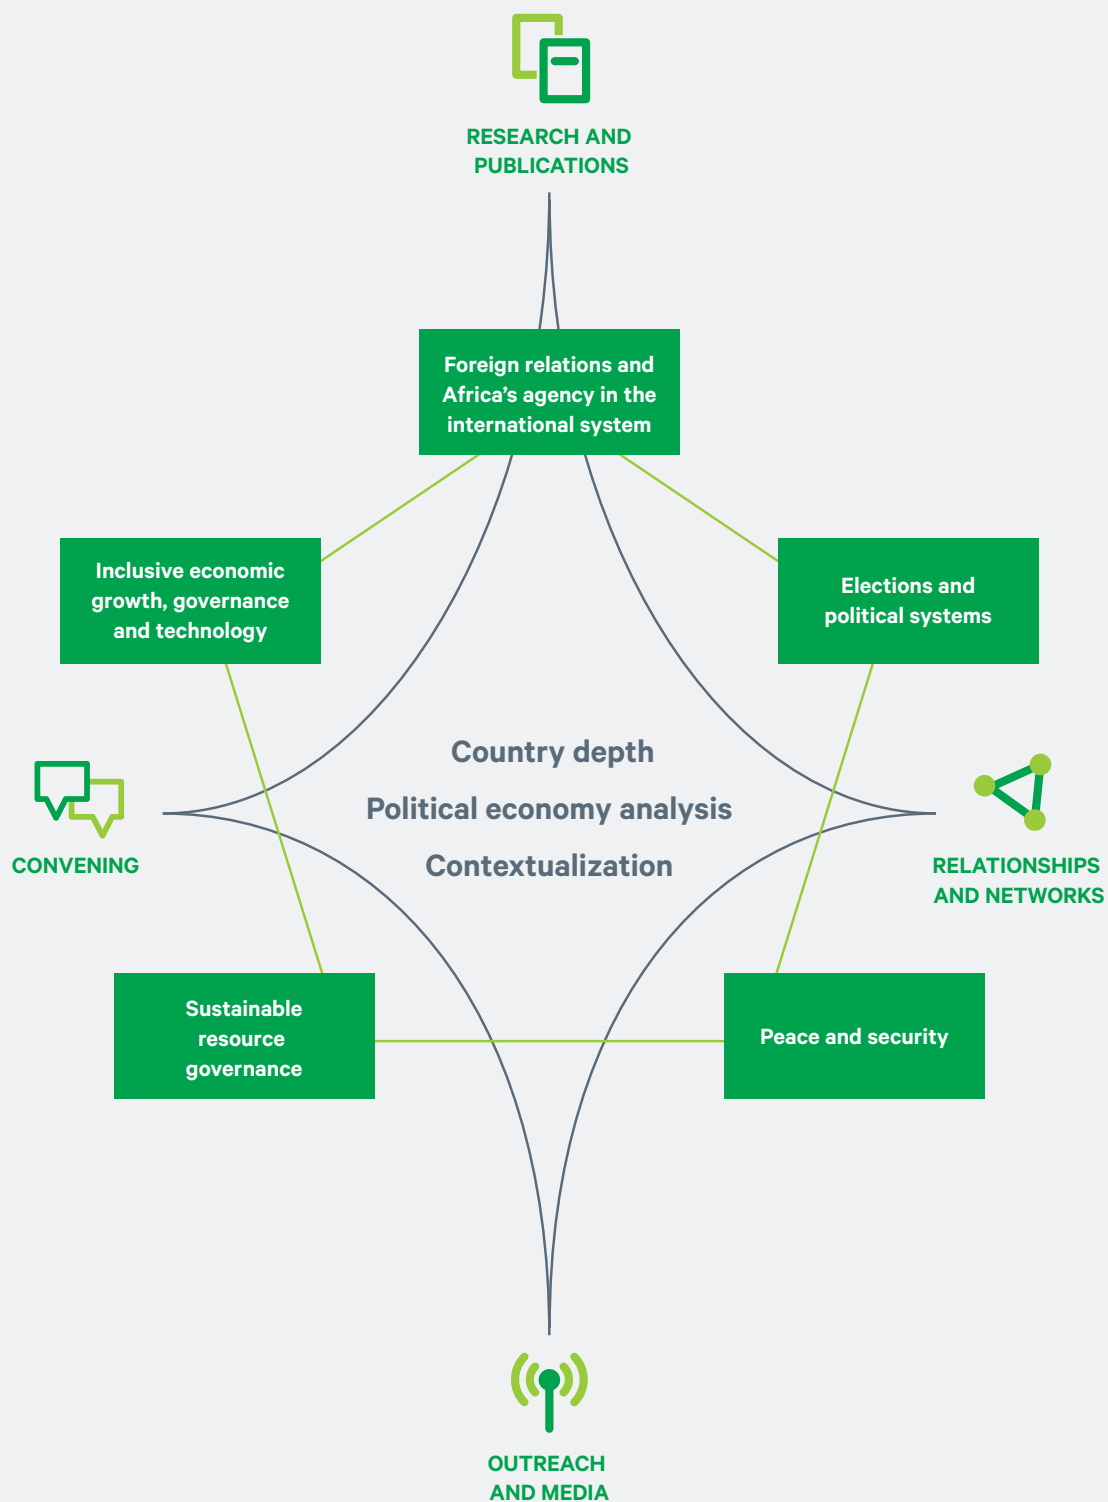 RESEARCH AND
PUBLICATIONS
Foreign relations and
Africa’s agency in the
international system
Inclusive economic
growth, governance
and technology
Elections and
political systems
Country depth
Political economy analysis
Contextualization
CONVENING
RELATIONSHIPS
AND NETWORKS
Sustainable
resource
governance
Peace and security
OUTREACH
AND MEDIA